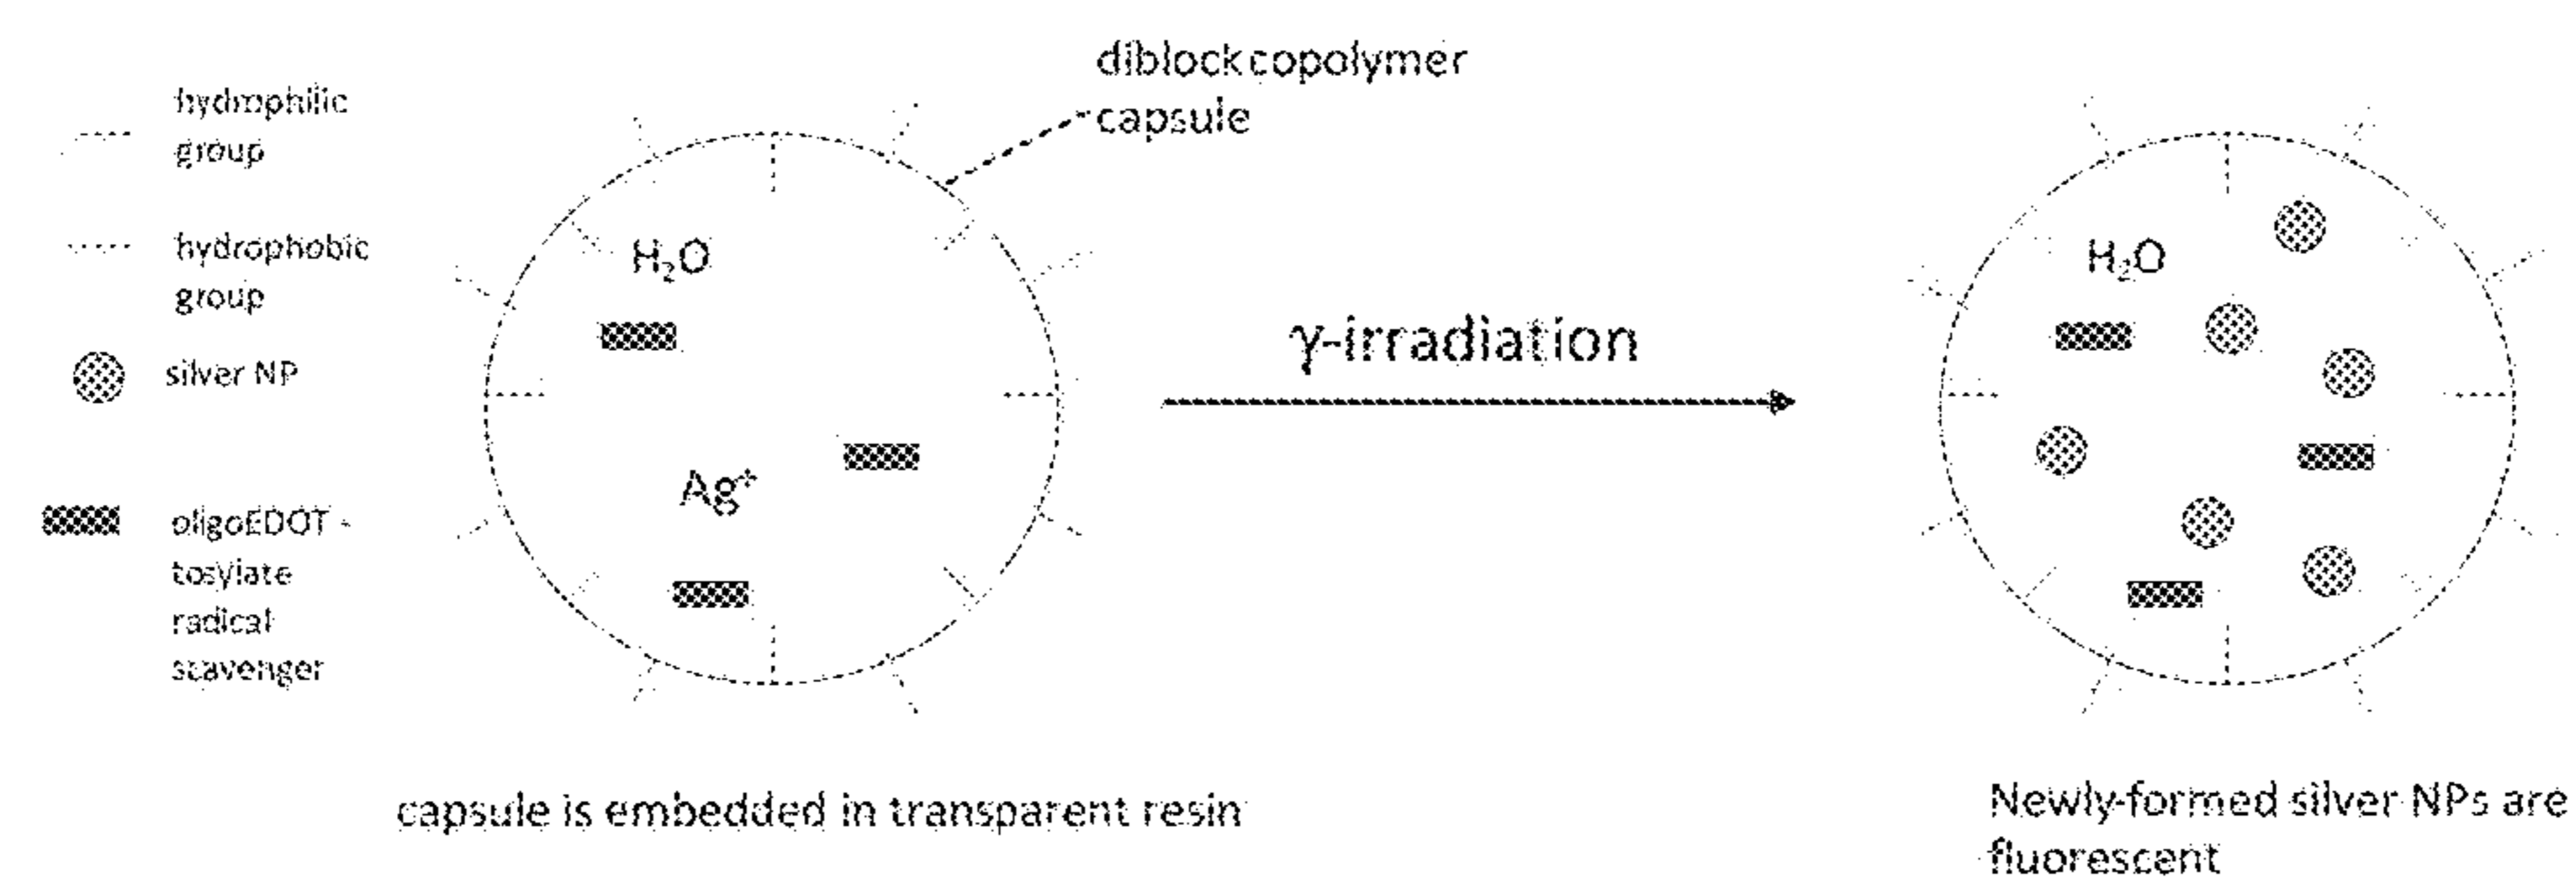 hydrophilic
group
hydrophobic
group
silver NP
oligoEDOT -
tosylate
radical
scavenger
diblock copolymer
capsule
H₂O
Ag⁺
capsule is embedded in transparent resin
γ-irradiation
H₂O
Newly-formed silver NPs are
fluorescent